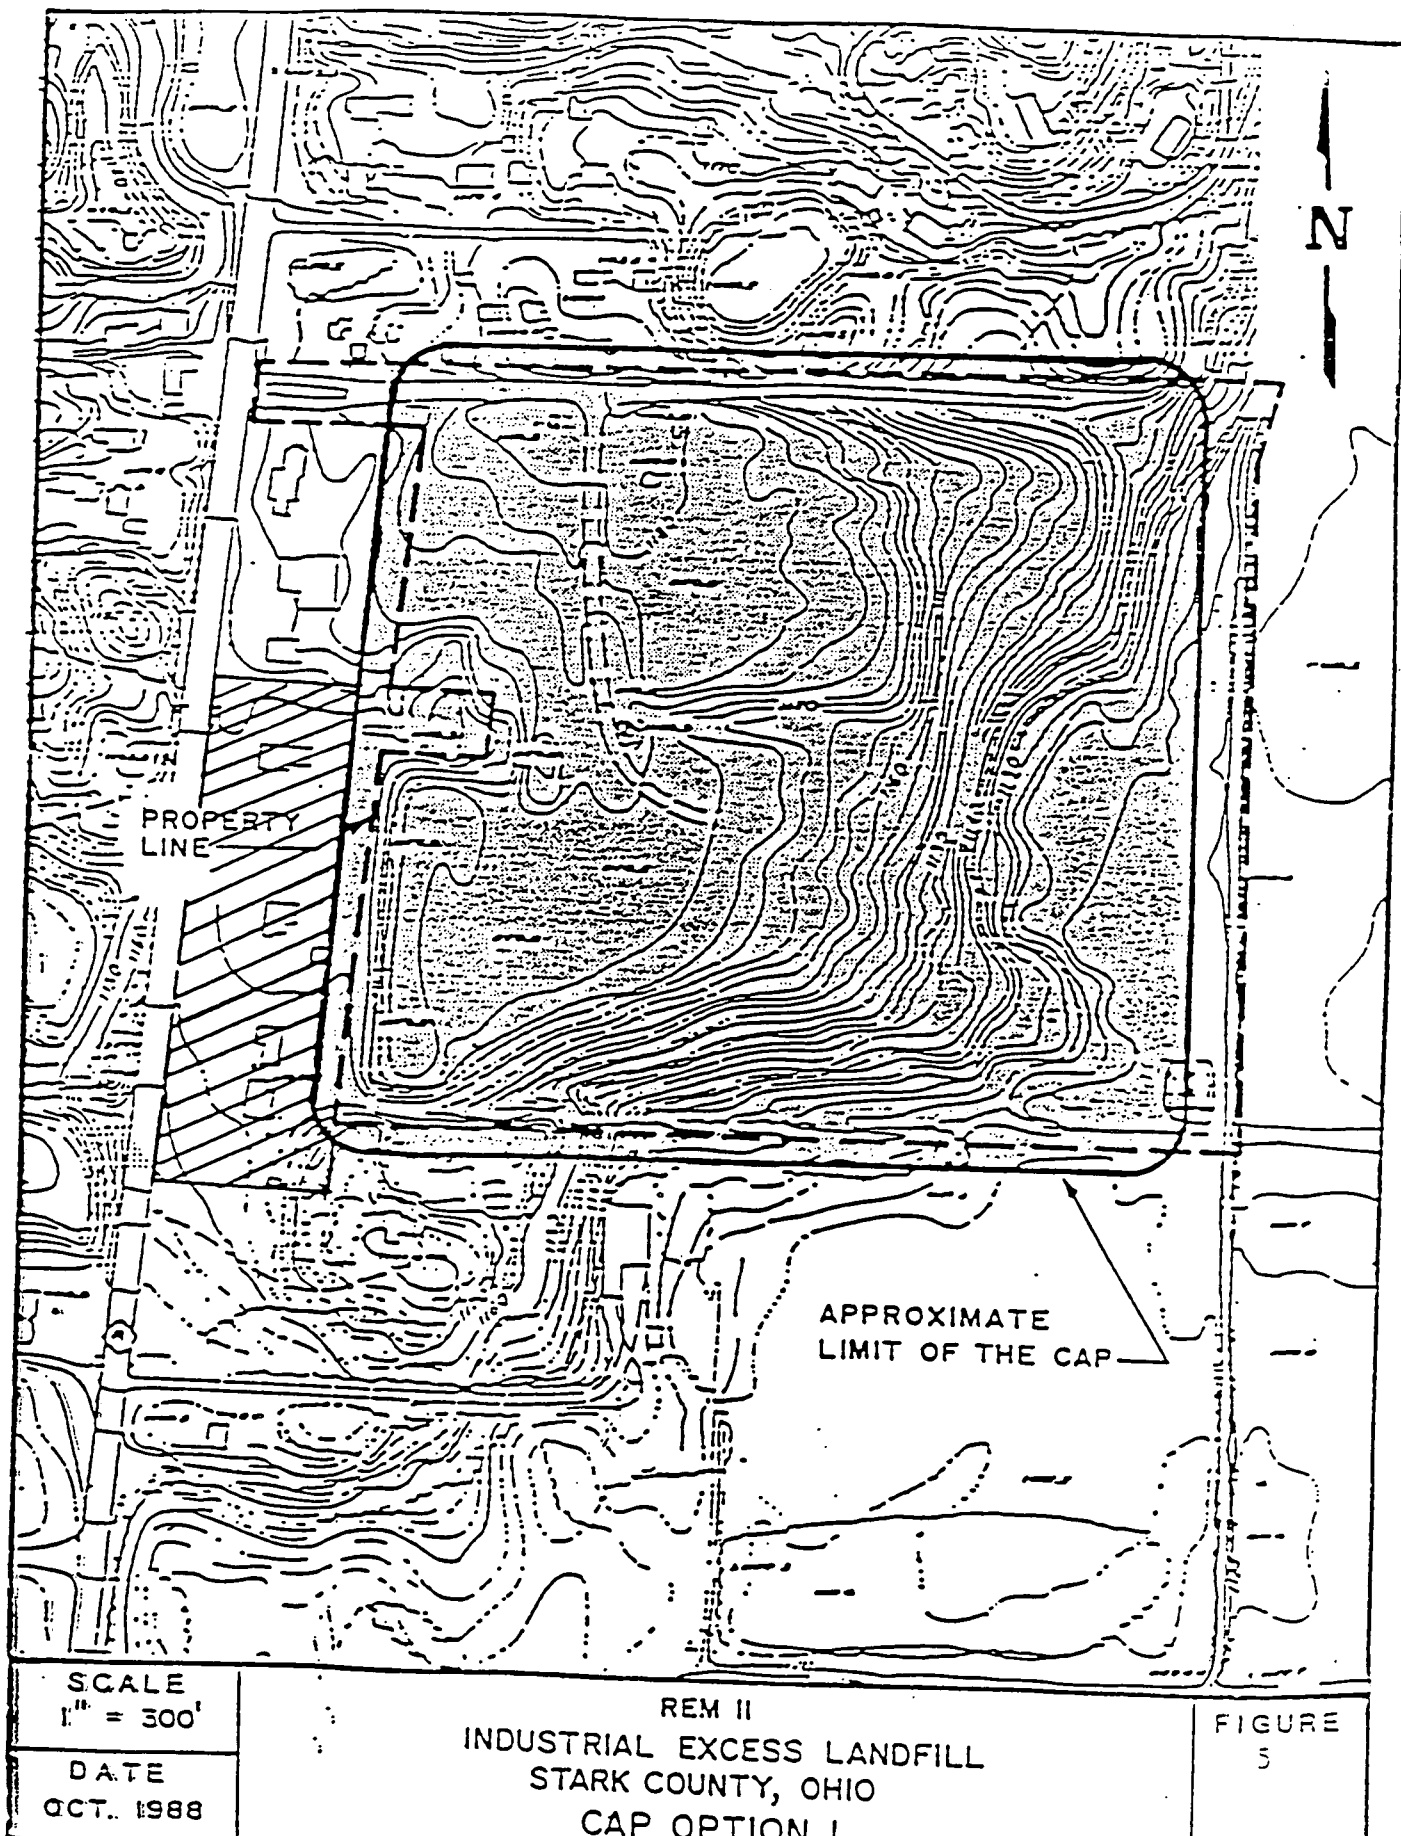 N
PROPERTY
LINE
APPROXIMATE
LIMIT OF THE CAP
SCALE
1" = 300'
DATE
OCT.. 1988
REM II
INDUSTRIAL EXCESS LANDFILL
STARK COUNTY, OHIO
CAP OPTION I
FIGURE
5